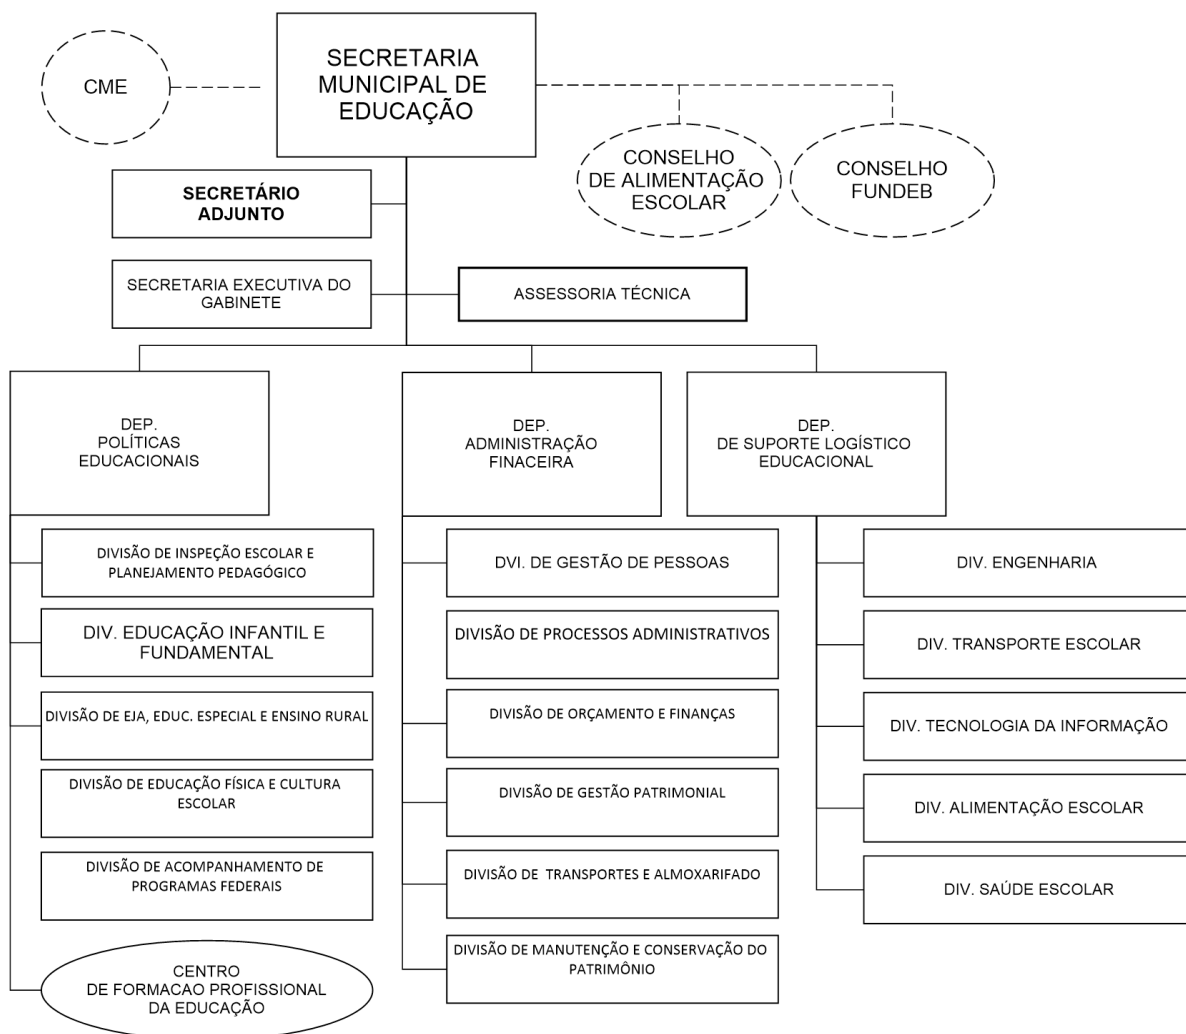 CME
SECRETARIA
MUNICIPAL DE
EDUCAÇÃO
CONSELHO
DE ALIMENTAÇÃO
ESCOLAR
CONSELHO
FUNDEB
SECRETÁRIO
ADJUNTO
SECRETARIA EXECUTIVA DO
GABINETE
ASSESSORIA TÉCNICA
DEP.
POLÍTICAS
EDUCACIONAIS
DEP.
ADMINISTRAÇÃO
FINACEIRA
DEP.
DE SUPORTE LOGÍSTICO
EDUCACIONAL
DIVISÃO DE INSPEÇÃO ESCOLAR E
PLANEJAMENTO PEDAGÓGICO
DIV. EDUCAÇÃO INFANTIL E
FUNDAMENTAL
DIVISÃO DE EJA, EDUC. ESPECIAL E ENSINO RURAL
DIVISÃO DE EDUCAÇÃO FÍSICA E CULTURA
ESCOLAR
DIVISÃO DE ACOMPANHAMENTO DE
PROGRAMAS FEDERAIS
CENTRO
DE FORMACAO PROFISSIONAL
DA EDUCAÇÃO
DVI. DE GESTÃO DE PESSOAS
DIVISÃO DE PROCESSOS ADMINISTRATIVOS
DIVISÃO DE ORÇAMENTO E FINANÇAS
DIVISÃO DE GESTÃO PATRIMONIAL
DIVISÃO DE TRANSPORTES E ALMOXARIFADO
DIVISÃO DE MANUTENÇÃO E CONSERVAÇÃO DO
PATRIMÔNIO
DIV. ENGENHARIA
DIV. TRANSPORTE ESCOLAR
DIV. TECNOLOGIA DA INFORMAÇÃO
DIV. ALIMENTAÇÃO ESCOLAR
DIV. SAÚDE ESCOLAR